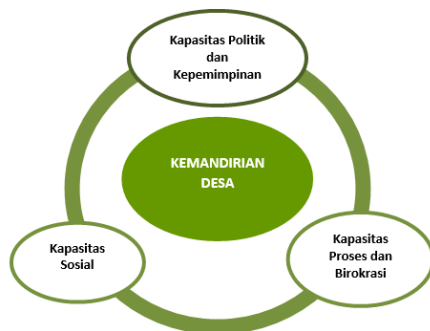 Kapasitas Politik
dan
Kepemimpinan
KEMANDIRIAN
DESA
Kapasitas
Sosial
Kapasitas
Proses dan
Birokrasi